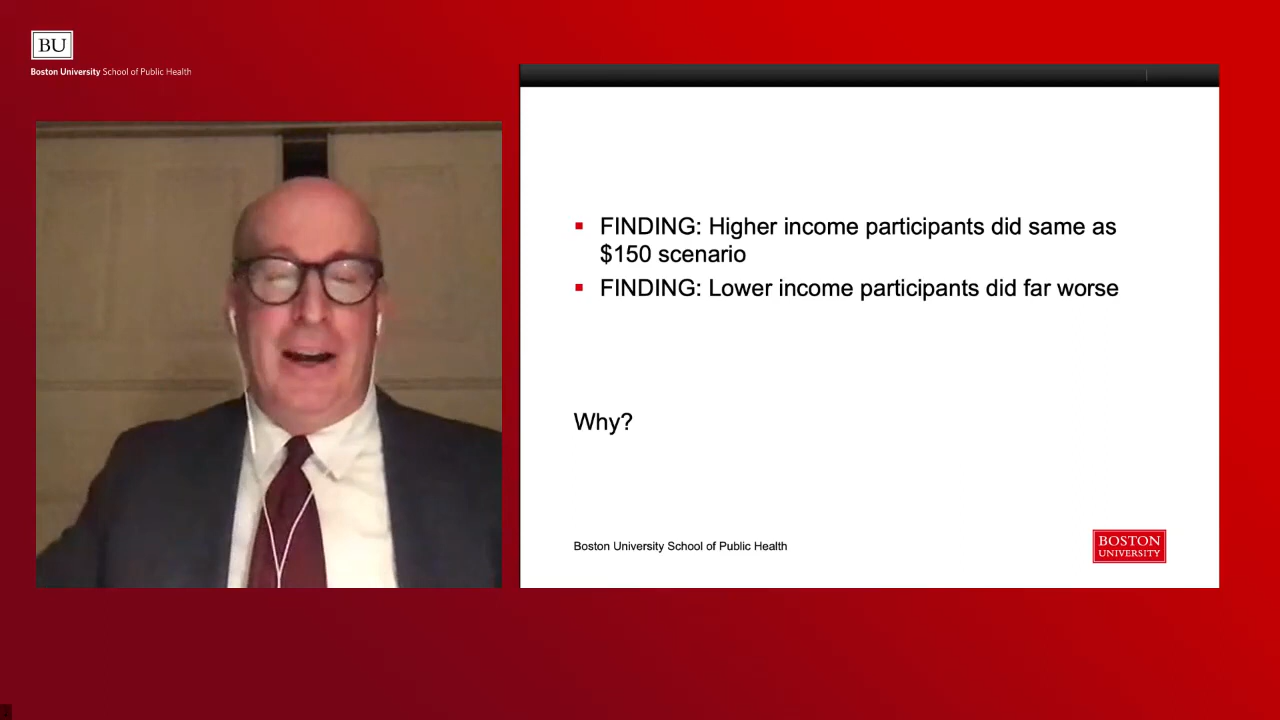 BU
Boston University School of Public Health
FINDING: Higher income participants did same as
$150 scenario
FINDING: Lower income participants did far worse
Why?
Boston University School of Public Health
BOSTON
UNIVERSITY